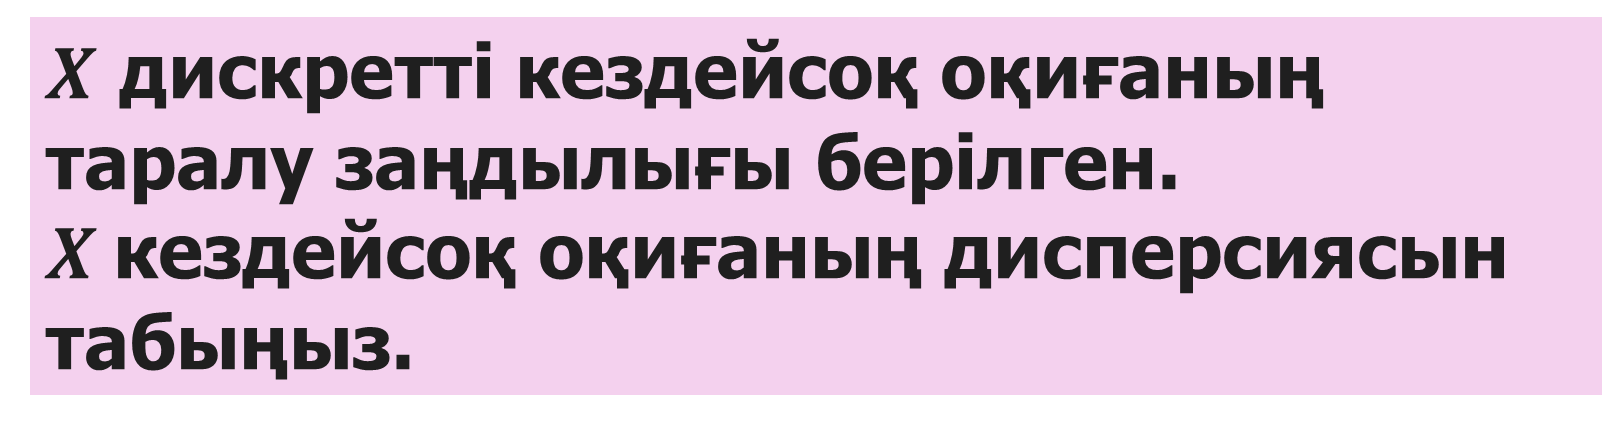 X дискретті кездейсоқ оқиғаның
таралу заңдылығы берілген.
X кездейсоқ оқиғаның дисперсиясын
табыңыз.